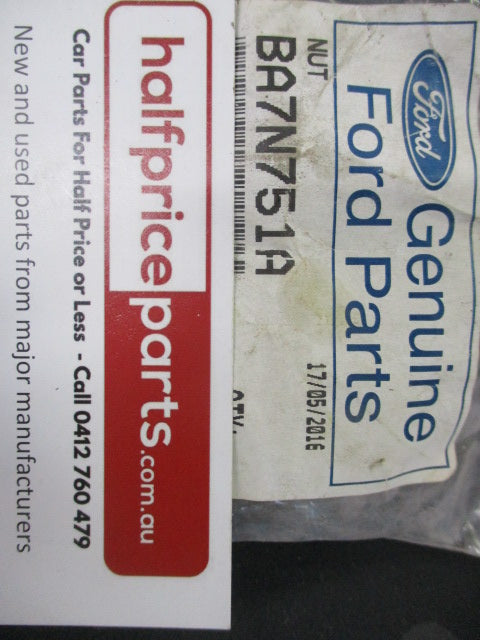 Ford
Genuine
Ford Parts
NUT
17/05/2016
BA7N751A
halfpriceparts.com.au
Car Parts For Half Price or Less - Call 0412 760 479
New and used parts from major manufacturers